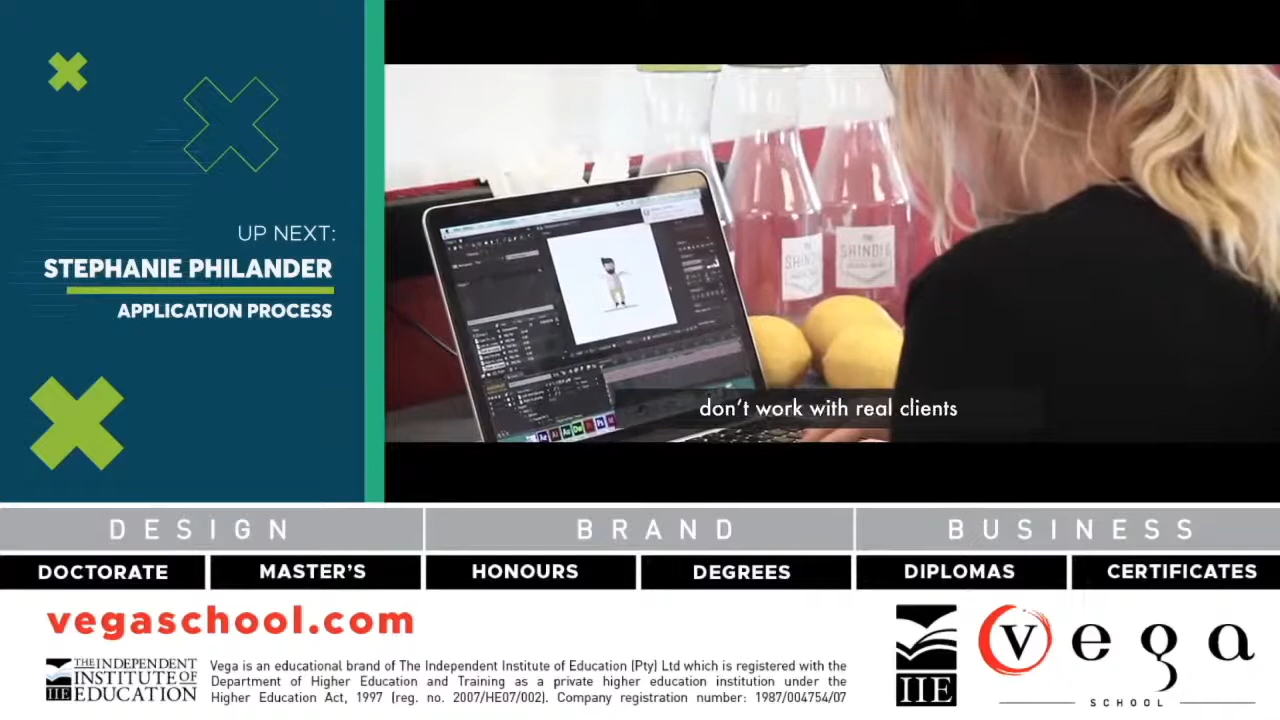 UP NEXT:
STEPHANIE PHILANDER
APPLICATION PROCESS
SHINDIG
don't work with real clients
DESIGN
BRAND
BUSINESS
DOCTORATE
MASTER'S
HONOURS
DEGREES
DIPLOMAS
CERTIFICATES
vegaschool.com
THE INDEPENDENT
INSTITUTE OF
IIE EDUCATION
Vega is an educational brand of The Independent Institute of Education (Pty) Ltd which is registered with the
Department of Higher Education and Training as a private higher education institution under the
Higher Education Act, 1997 (reg. no. 2007/HE07/002). Company registration number: 1987/004754/07
IIE
vega
SCHOOL